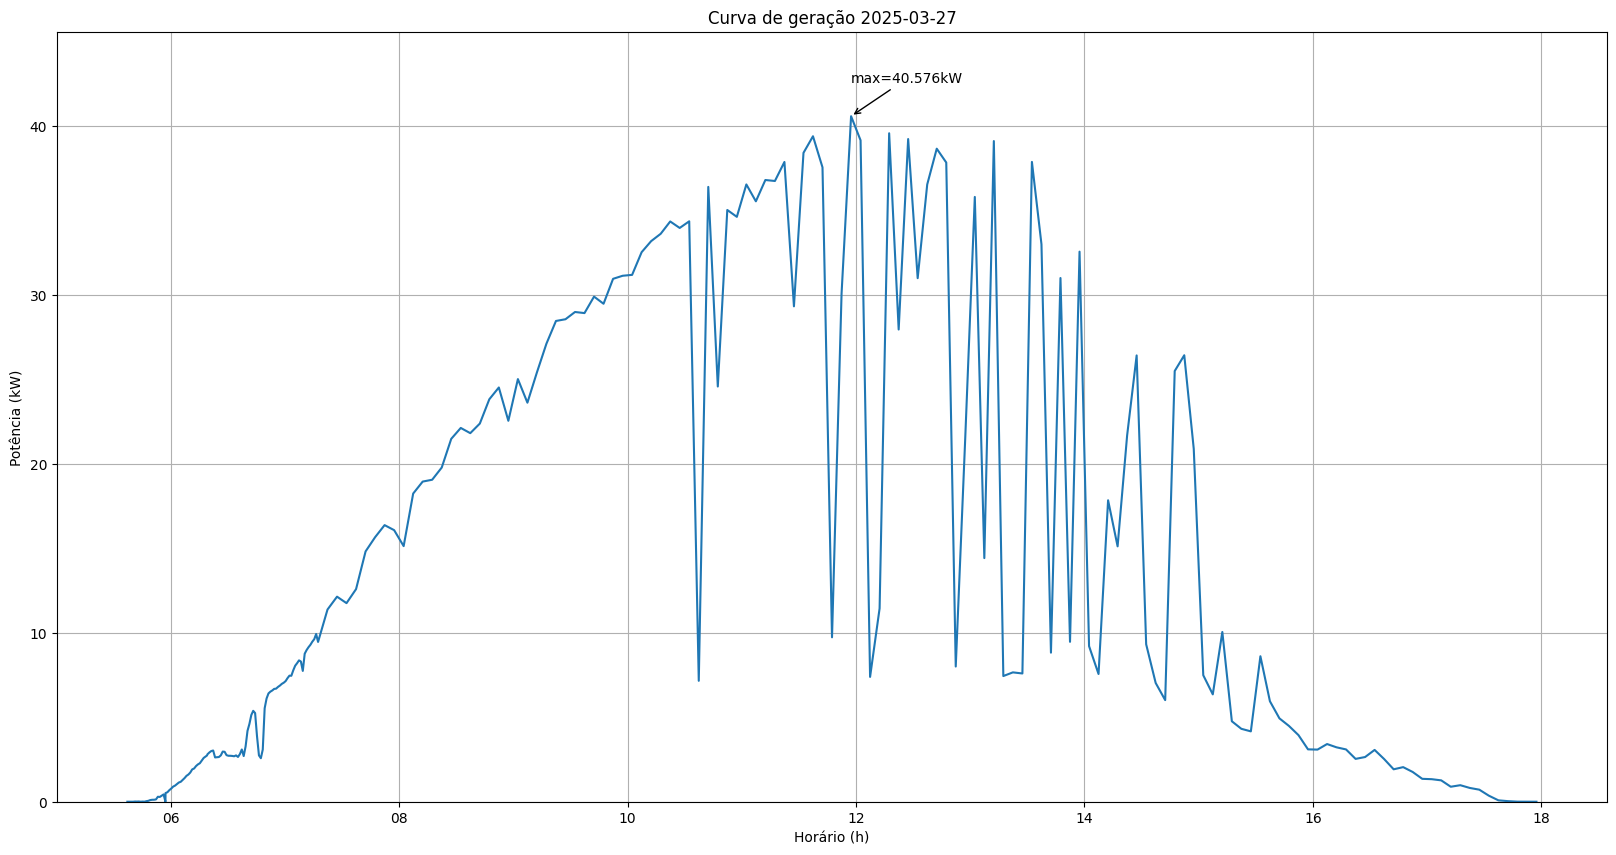 Curva de geração 2025-03-27
max=40.576kW
Potência (kW)
40
30
20
10
0
06 08 10 12 14 16 18
Horário (h)